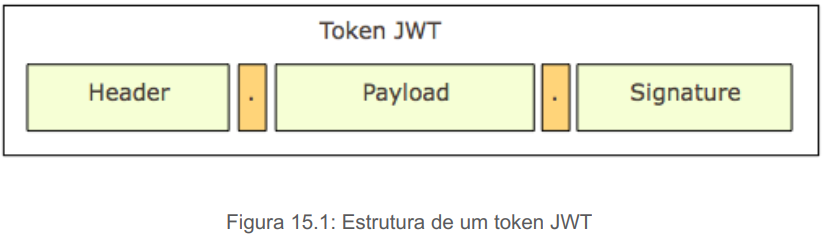 Token JWT
Header . Payload . Signature
Figura 15.1: Estrutura de um token JWT